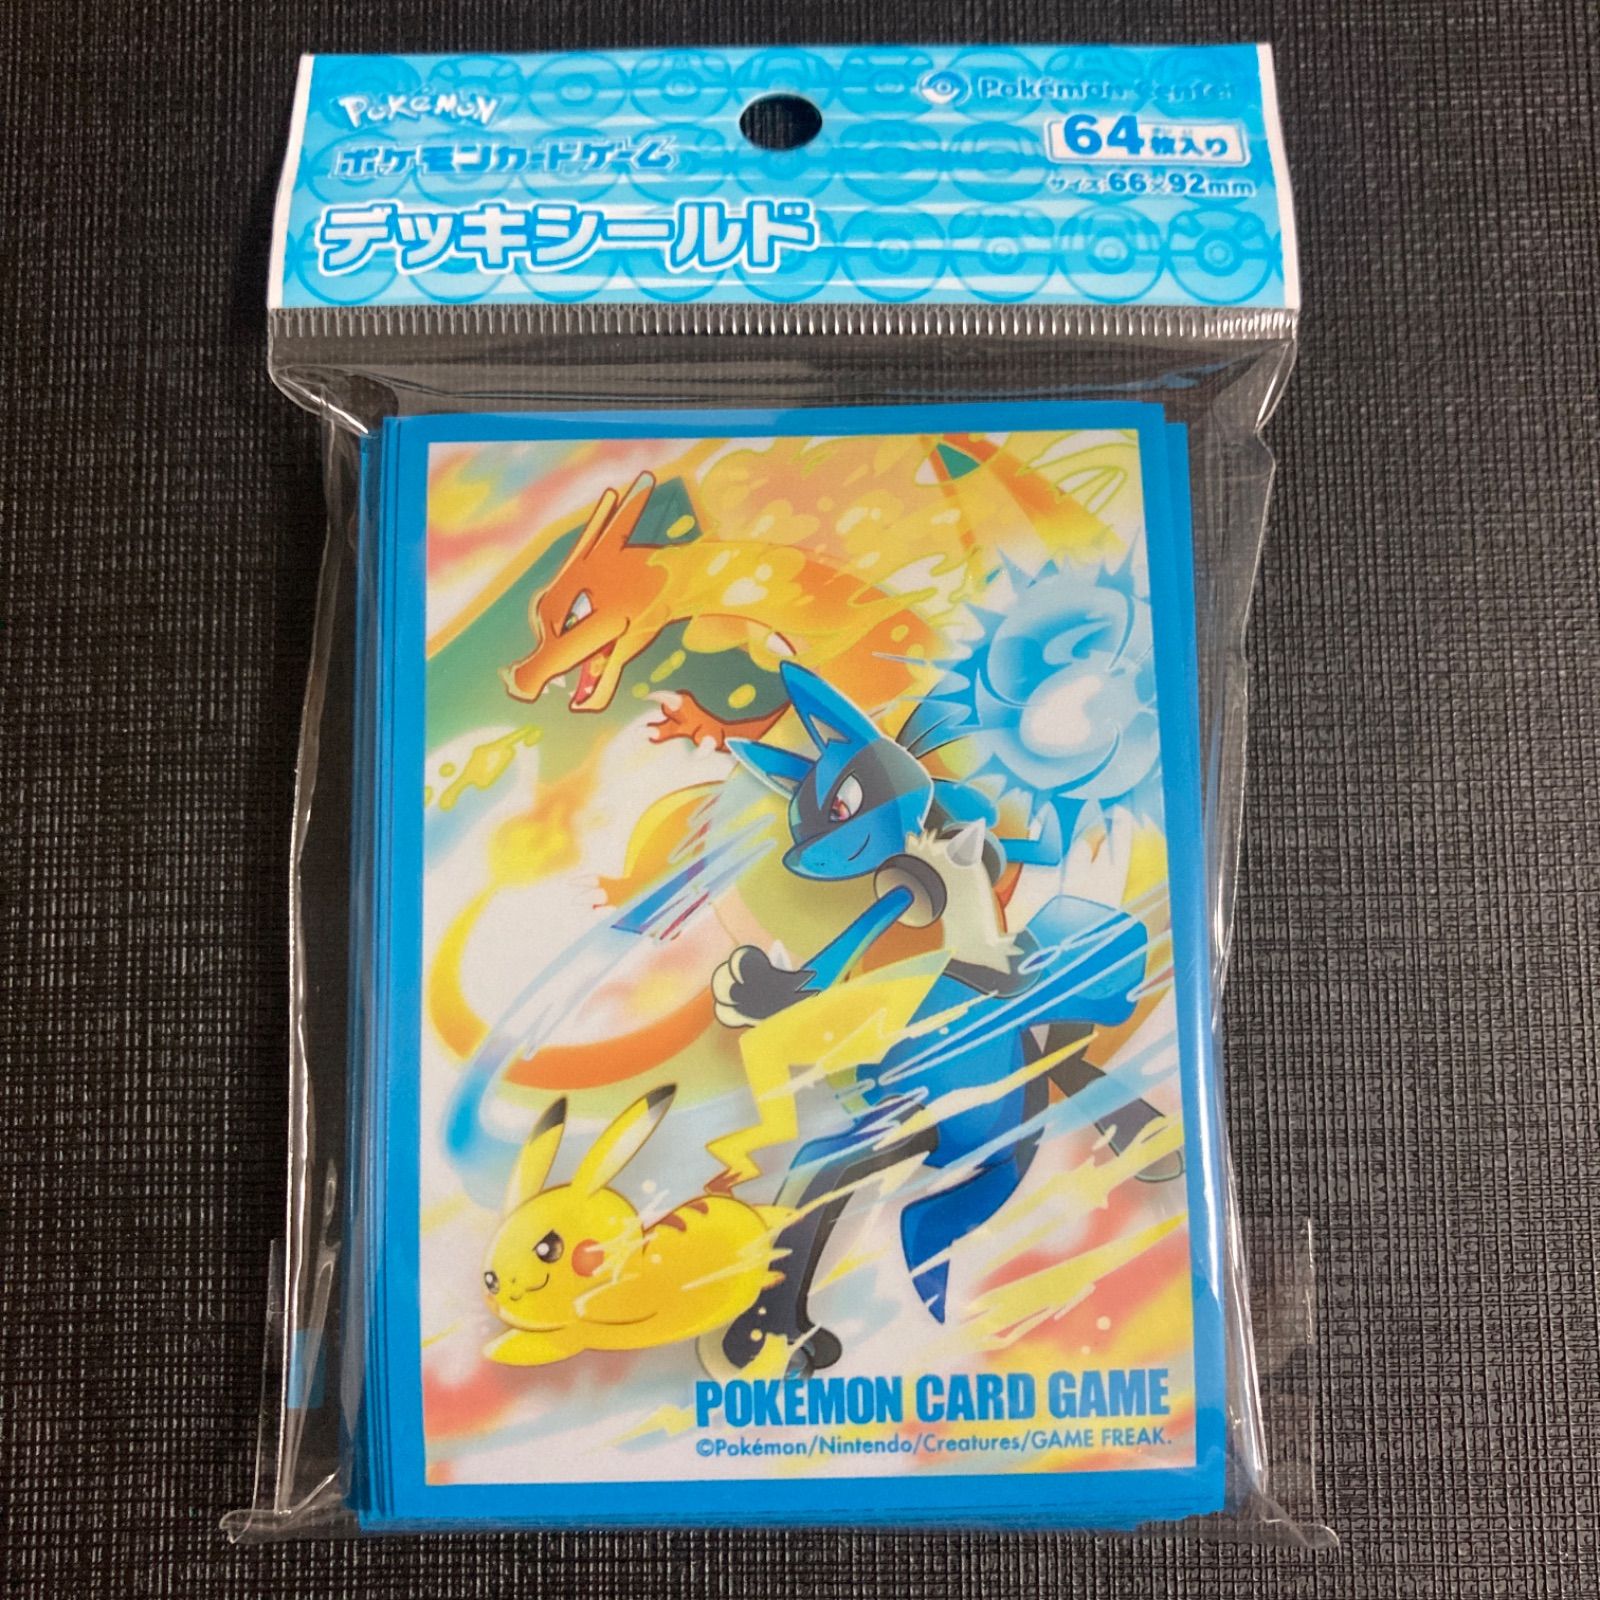 POKéMON
Pokémon Center
ポケモンカードゲーム
64枚入り
サイズ:66×92mm
デッキシールド
POKÉMON CARD GAME
©Pokémon/Nintendo/Creatures/GAME FREAK.